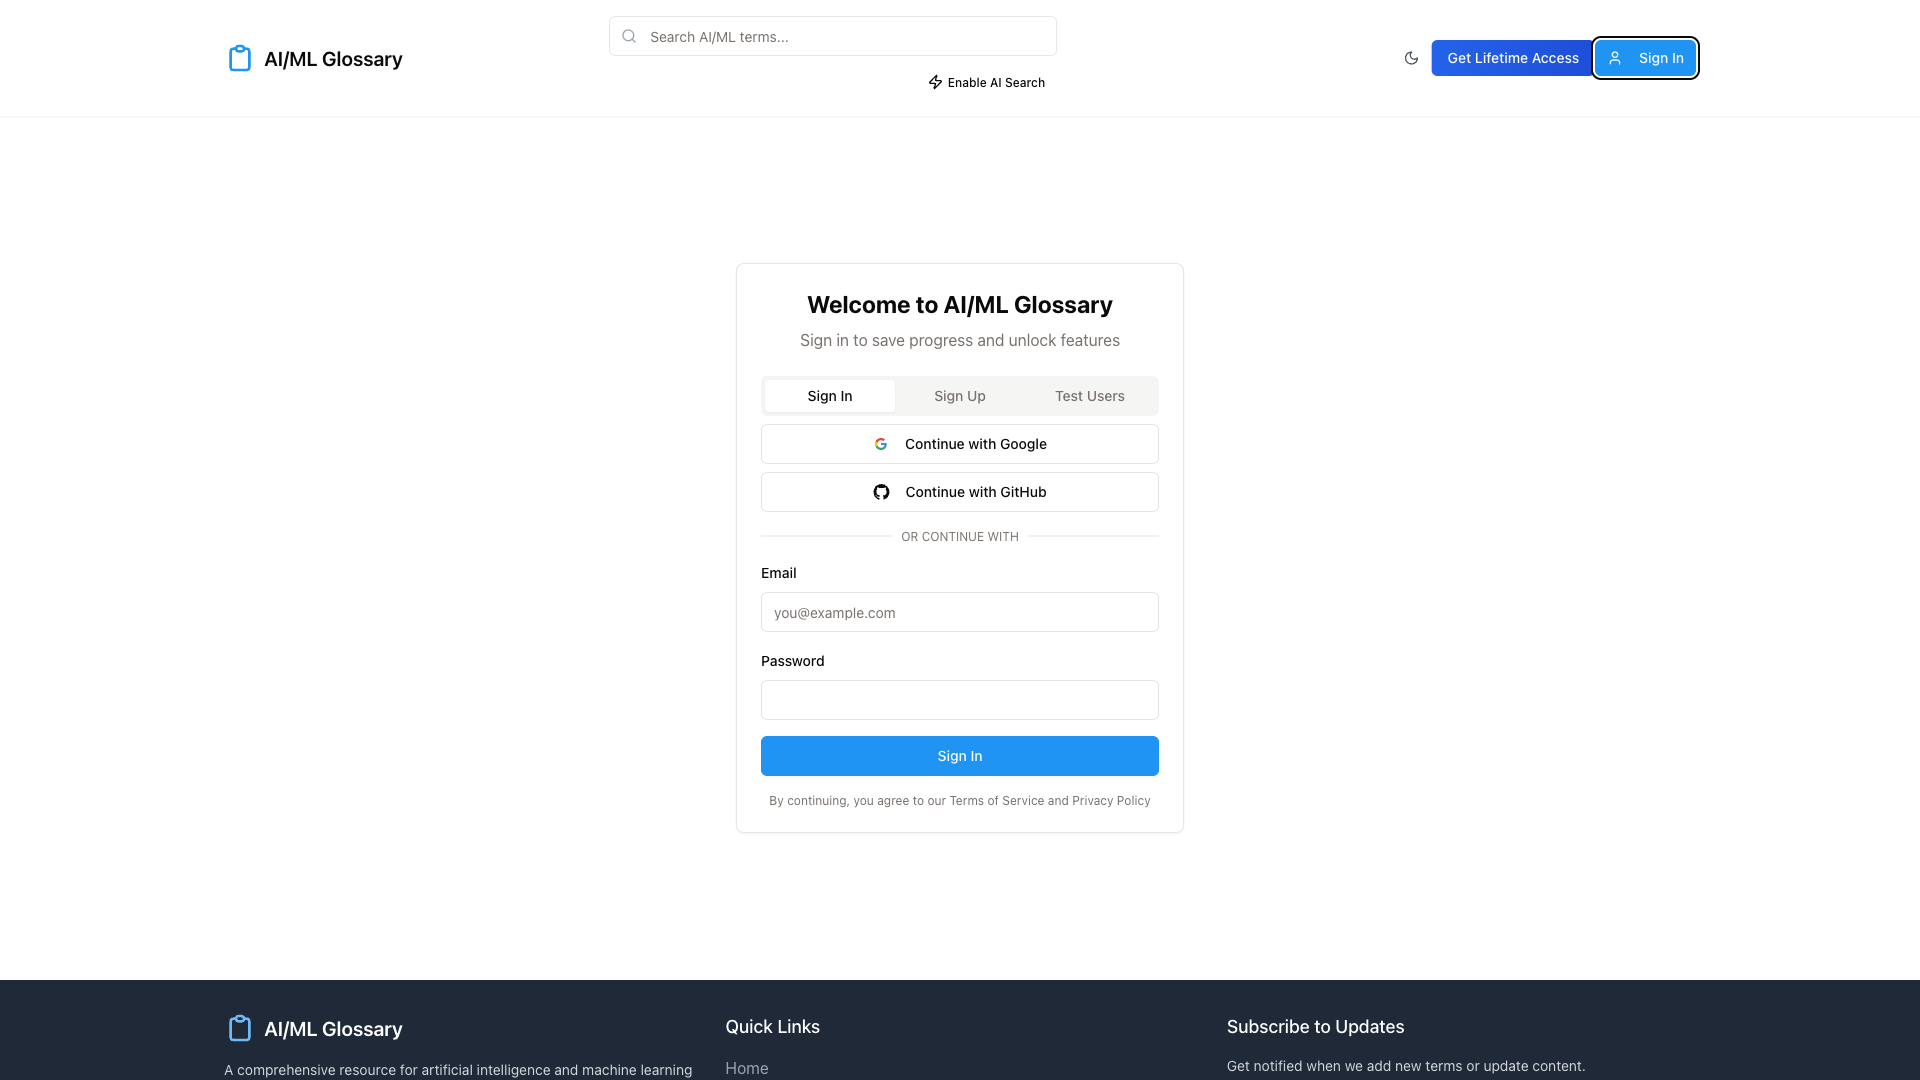 AI/ML Glossary
Search AI/ML terms...
Enable AI Search
Get Lifetime Access
Sign In
Welcome to AI/ML Glossary
Sign in to save progress and unlock features
Sign In
Sign Up
Test Users
Continue with Google
Continue with GitHub
OR CONTINUE WITH
Email
you@example.com
Password
Sign In
By continuing, you agree to our Terms of Service and Privacy Policy
AI/ML Glossary
A comprehensive resource for artificial intelligence and machine learning
Quick Links
Home
Subscribe to Updates
Get notified when we add new terms or update content.